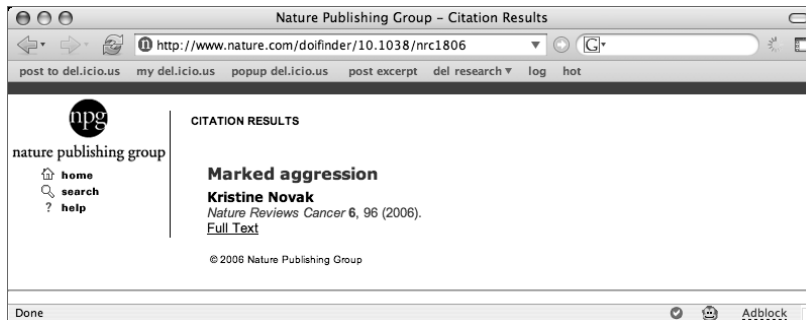 Nature Publishing Group – Citation Results
http://www.nature.com/doifinder/10.1038/nrc1806
G
post to del.icio.us my del.icio.us popup del.icio.us post excerpt del research ▾ log hot
npg
nature publishing group
home
search
? help
CITATION RESULTS
Marked aggression
Kristine Novak
Nature Reviews Cancer 6, 96 (2006).
Full Text
© 2006 Nature Publishing Group
Done
Adblock